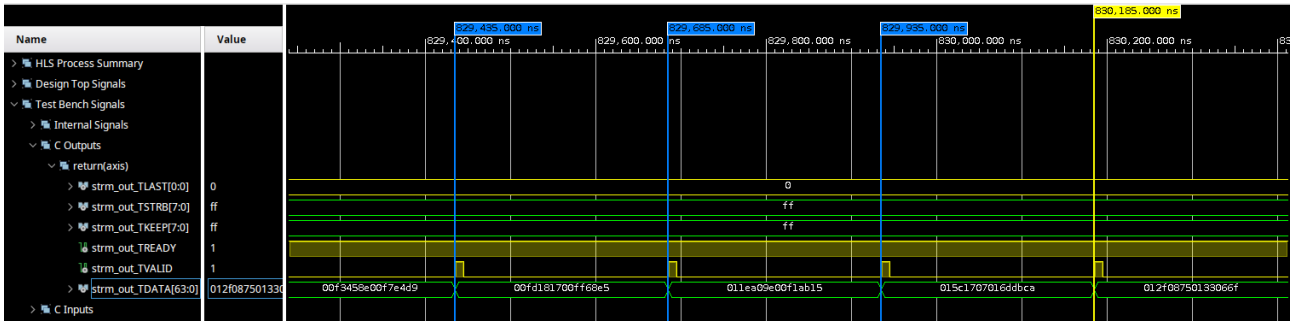 830,185.000 ns
829,435.000 ns 829,685.000 ns 829,935.000 ns
Name Value 829,400.000 ns 829,600.000 ns 829,800.000 ns 830,000.000 ns 830,200.000 ns
HLS Process Summary
Design Top Signals
Test Bench Signals
Internal Signals
C Outputs
return(axis)
strm_out_TLAST[0:0] 0 0
strm_out_TSTRB[7:0] ff ff
strm_out_TKEEP[7:0] ff ff
strm_out_TREADY 1
strm_out_TVALID 1
strm_out_TDATA[63:0] 012f087501330 00f3458e00f7e4d9 00fd181700ff68e5 011ea09e00f1ab15 015c1707016ddbca 012f08750133066f
C Inputs